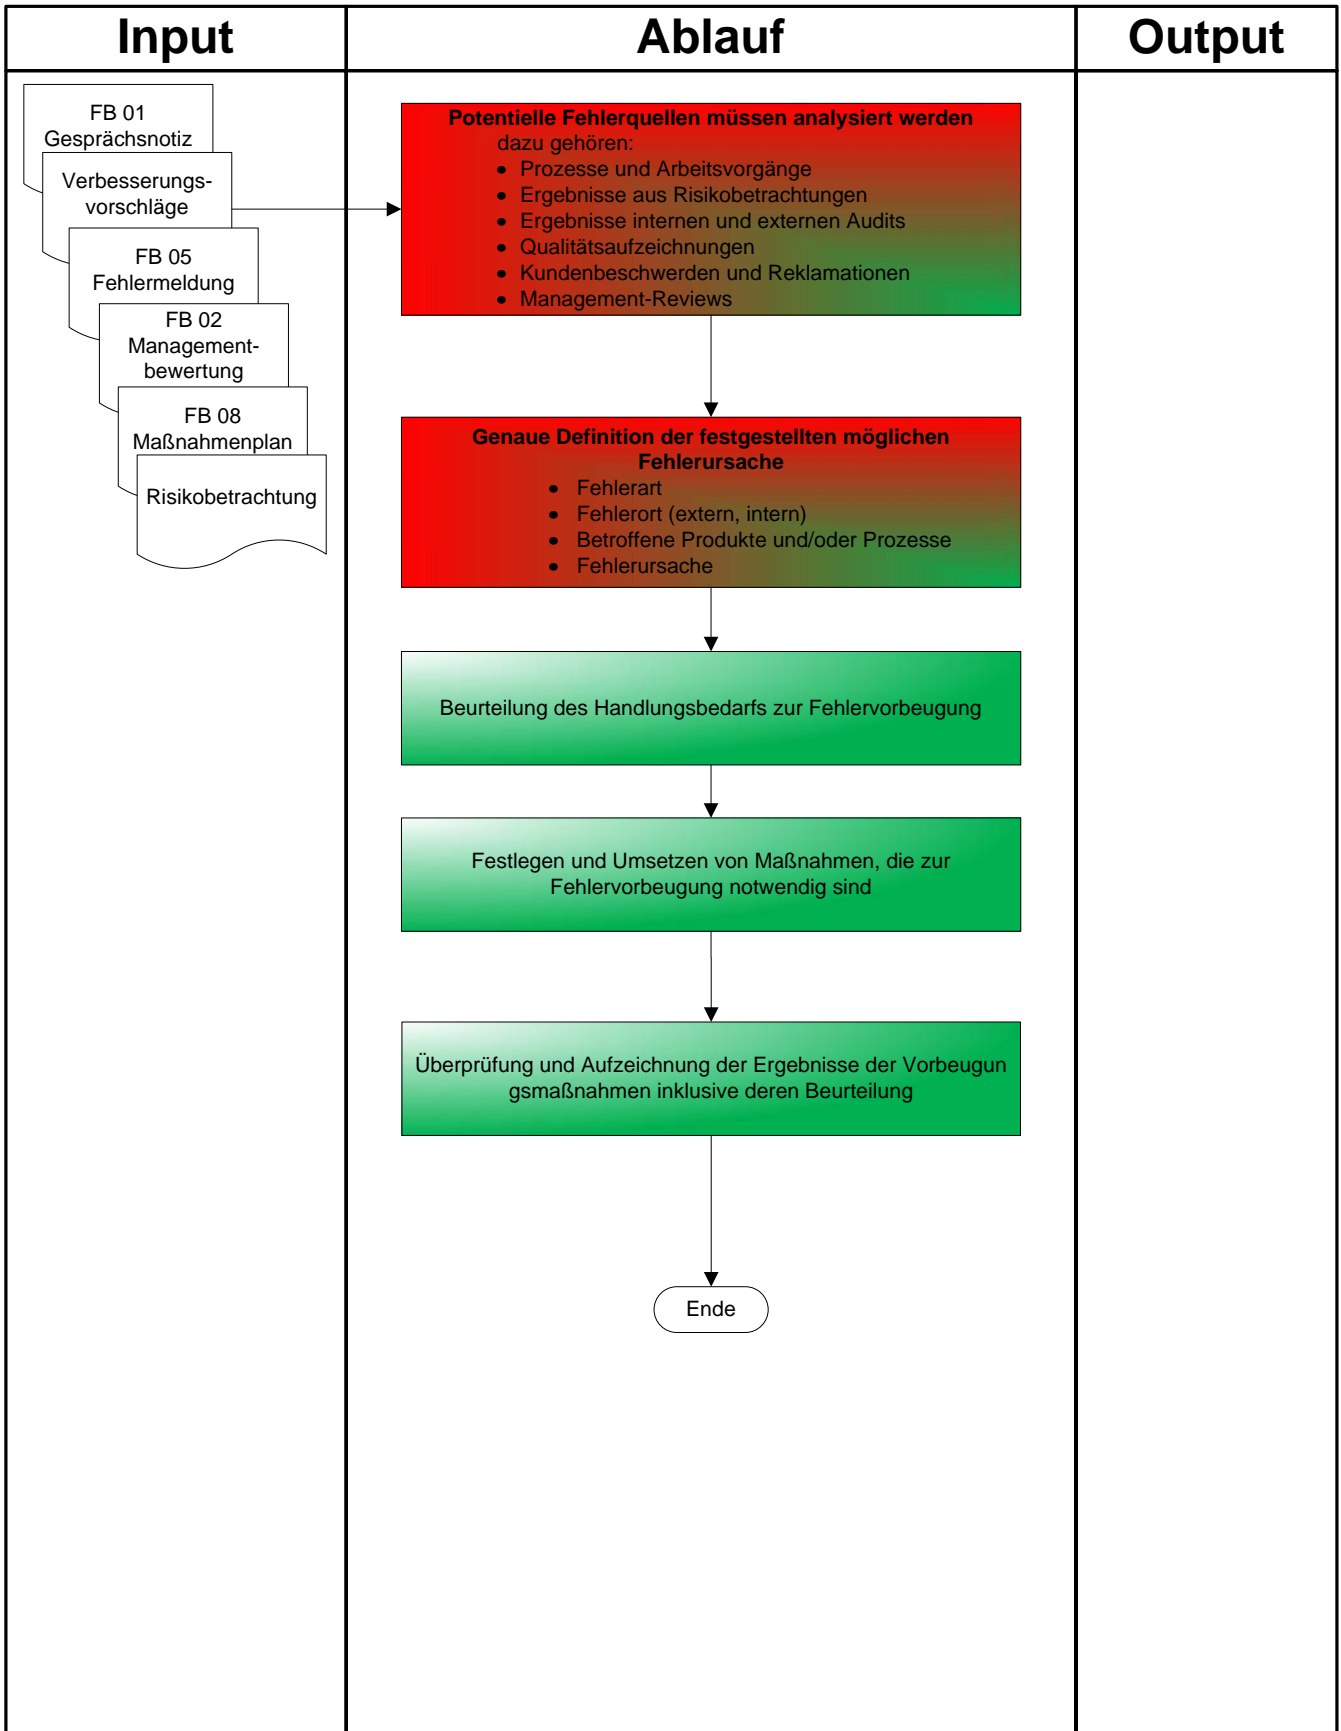 Input
Ablauf
Output
FB 01
Gesprächsnotiz
Verbesserungs-
vorschläge
FB 05
Fehlermeldung
FB 02
Management-
bewertung
FB 08
Maßnahmenplan
Risikobetrachtung
Potentielle Fehlerquellen müssen analysiert werden
dazu gehören:
• Prozesse und Arbeitsvorgänge
• Ergebnisse aus Risikobetrachtungen
• Ergebnisse internen und externen Audits
• Qualitätsaufzeichnungen
• Kundenbeschwerden und Reklamationen
• Management-Reviews
Genaue Definition der festgestellten möglichen
Fehlerursache
• Fehlerart
• Fehlerort (extern, intern)
• Betroffene Produkte und/oder Prozesse
• Fehlerursache
Beurteilung des Handlungsbedarfs zur Fehlervorbeugung
Festlegen und Umsetzen von Maßnahmen, die zur
Fehlervorbeugung notwendig sind
Überprüfung und Aufzeichnung der Ergebnisse der Vorbeugun
gsmaßnahmen inklusive deren Beurteilung
Ende